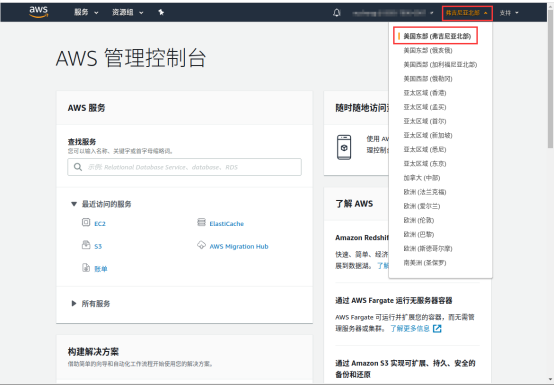 aws
服务
资源组
弗吉尼亚北部
支持
美国东部 (弗吉尼亚北部)
美国东部 (俄亥俄)
美国西部 (加利福尼亚北部)
美国西部 (俄勒冈)
亚太区域 (香港)
亚太区域 (孟买)
亚太区域 (首尔)
亚太区域 (新加坡)
亚太区域 (悉尼)
亚太区域 (东京)
加拿大 (中部)
欧洲 (法兰克福)
欧洲 (爱尔兰)
欧洲 (伦敦)
欧洲 (巴黎)
欧洲 (斯德哥尔摩)
南美洲 (圣保罗)
AWS 管理控制台
AWS 服务
查找服务
您可以输入名称、关键字或首字母缩略词。
示例: Relational Database Service、database、RDS
最近访问的服务
EC2
ElastiCache
S3
AWS Migration Hub
账单
所有服务
构建解决方案
借助简单的向导和自动化工作流程开始使用您的解决方案。
随时随地访问
使用 AW
理控制
了解 AWS
Amazon Redshif
快速、简单、经济
展到数据湖。 了解
通过 AWS Fargate 运行无服务器容器
AWS Fargate 可运行并扩展您的容器，而无需管
理服务器或集群。 了解更多信息
通过 Amazon S3 实现可扩展、持久、安全的
备份和还原